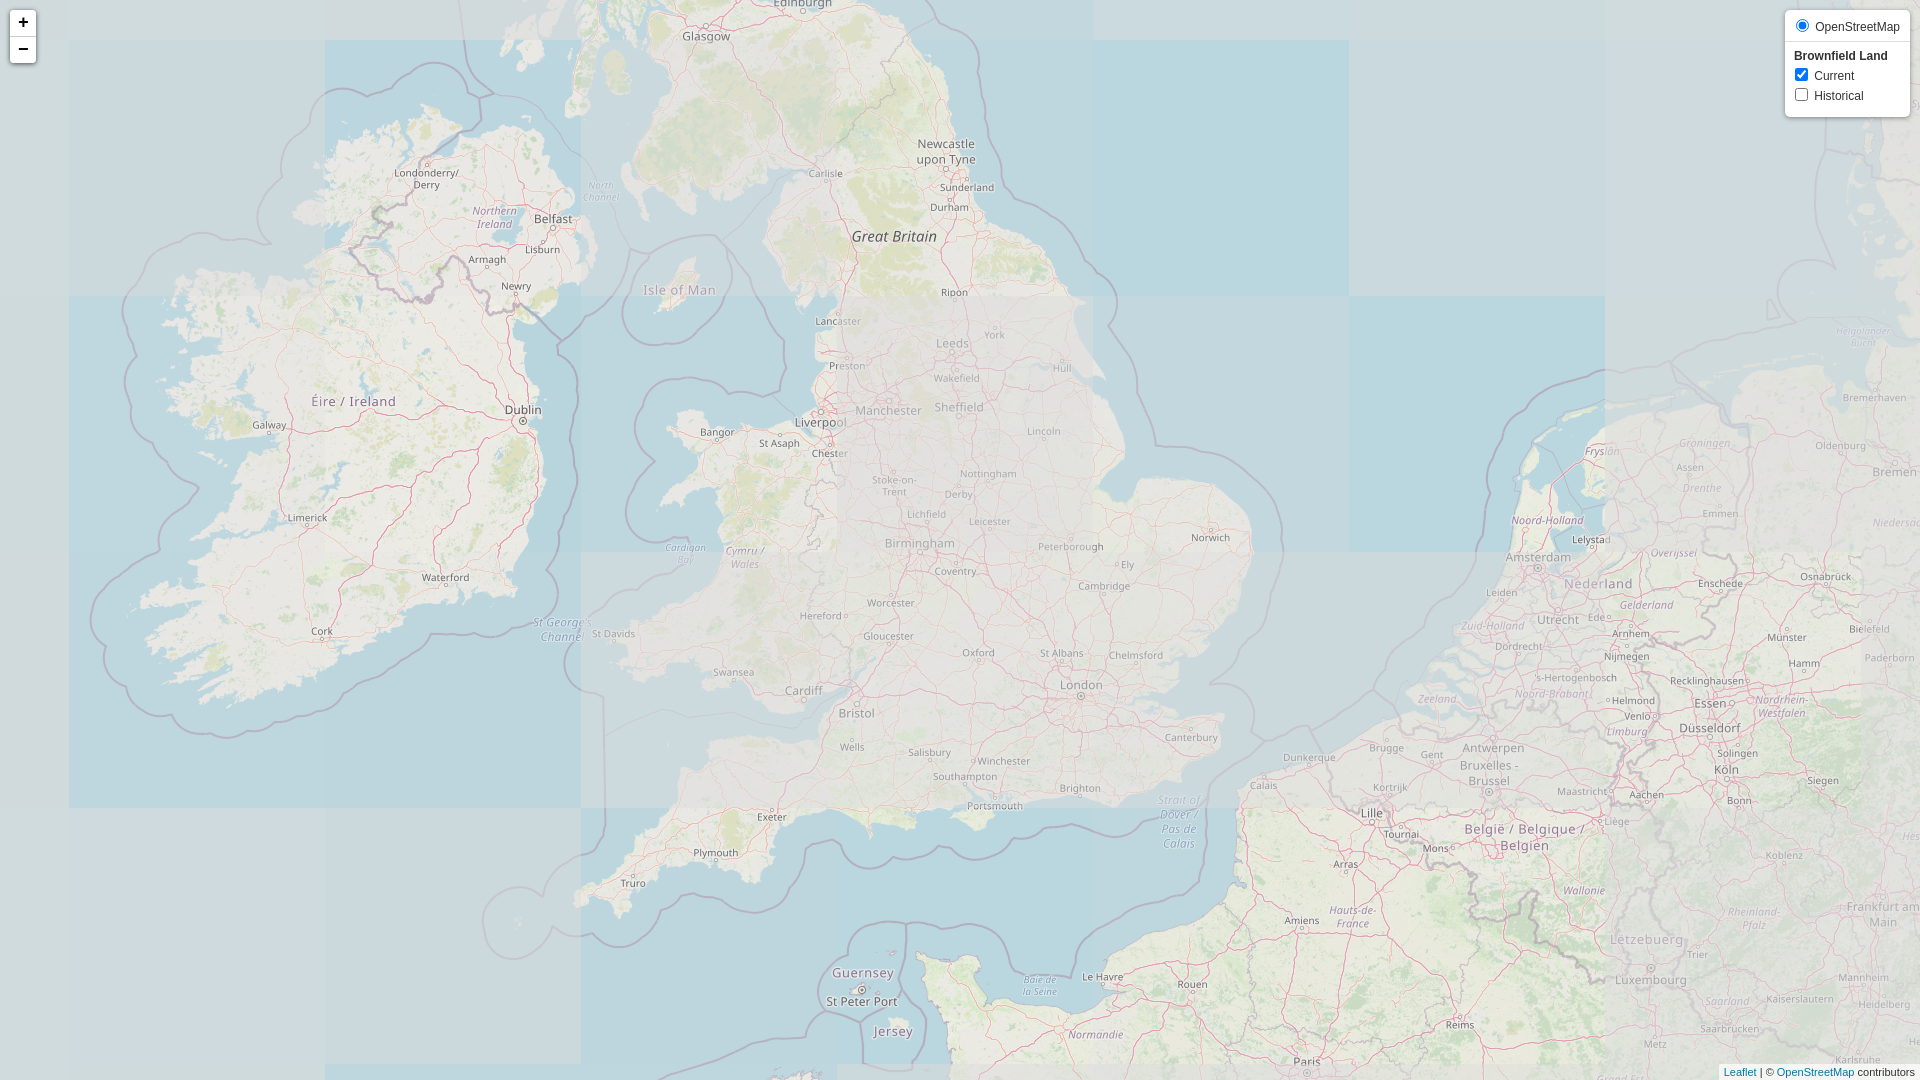 +
−
OpenStreetMap
Brownfield Land
Current
Historical
Edinburgh
Glasgow
Newcastle
upon Tyne
Londonderry/
Derry
Carlisle
Sunderland
North
Channel
Northern
Ireland
Belfast
Durham
Great Britain
Lisburn
Armagh
Newry
Isle of Man
Ripon
Lancaster
York
Leeds
Helgoländer
Bucht
Preston
Hull
Wakefield
Éire / Ireland
Dublin
Manchester
Sheffield
Bremerhaven
Galway
Liverpool
Bangor
Lincoln
St Asaph
Chester
Groningen
Oldenburg
Fryslân
Assen
Bremen
Nottingham
Stoke-on-
Trent
Derby
Drenthe
Limerick
Lichfield
Leicester
Emmen
Noord-Holland
Norwich
Birmingham
Peterborough
Lelystad
Cardigan
Bay
Cymru /
Wales
Overijssel
Amsterdam
Ely
Coventry
Waterford
Cambridge
Nederland
Enschede
Osnabrück
Leiden
Worcester
Gelderland
Hereford
St George's
Channel
Cork
St Davids
Zuid-Holland
Utrecht
Ede
Arnhem
Münster
Bielefeld
Gloucester
Dordrecht
Oxford
St Albans
Chelmsford
Nijmegen
Paderborn
Hamm
Swansea
's-Hertogenbosch
Recklinghausen
London
Cardiff
Noord-Brabant
Zeeland
Helmond
Essen
Nordrhein-
Westfalen
Bristol
Venlo
Düsseldorf
Limburg
Canterbury
Wells
Brugge
Antwerpen
Salisbury
Gent
Solingen
Winchester
Dunkerque
Bruxelles -
Brussel
Köln
Southampton
Calais
Kortrijk
Maastricht
Aachen
Siegen
Brighton
Strait of
Dover /
Pas de
Calais
Portsmouth
Bonn
Exeter
Lille
Liège
Tournai
België / Belgique /
Belgien
Mons
Plymouth
Koblenz
Arras
Truro
Wallonie
Hauts-de-
France
Rheinland-
Pfalz
Frankfurt am
Main
Amiens
Lëtzebuerg
Trier
Guernsey
Le Havre
Baie de
la Seine
Rouen
Luxembourg
Mannheim
St Peter Port
Saarland
Kaiserslautern
Heidelberg
Jersey
Normandie
Reims
Saarbrücken
Metz
Paris
Karlsruhe
Grand Est
Leaflet | © OpenStreetMap contributors